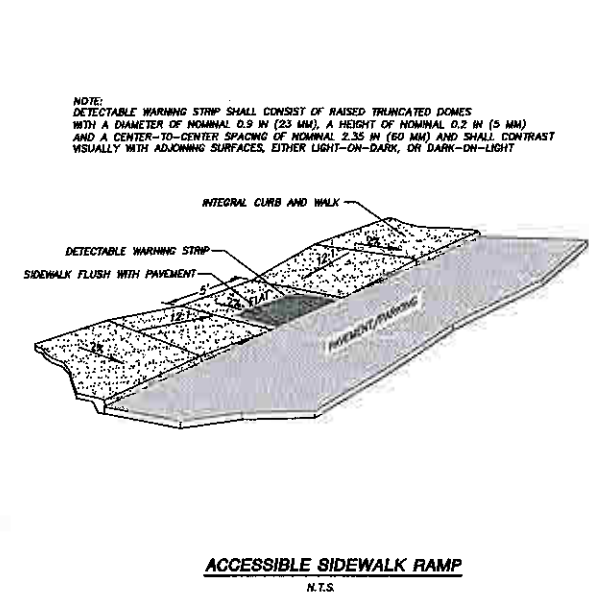 NOTE:
DETECTABLE WARNING STRIP SHALL CONSIST OF RAISED TRUNCATED DOMES
WITH A DIAMETER OF NOMINAL 0.9 IN (23 MM), A HEIGHT OF NOMINAL 0.2 IN (5 MM)
AND A CENTER-TO-CENTER SPACING OF NOMINAL 2.35 IN (60 MM) AND SHALL CONTRAST
VISUALLY WITH ADJOINING SURFACES, EITHER LIGHT-ON-DARK, OR DARK-ON-LIGHT
INTEGRAL CURB AND WALK
2%
12:1
DETECTABLE WARNING STRIP
SIDEWALK FLUSH WITH PAVEMENT
5'
2%
FLAT
12:1
2%
PAVEMENT/PARKING
ACCESSIBLE SIDEWALK RAMP
N.T.S.